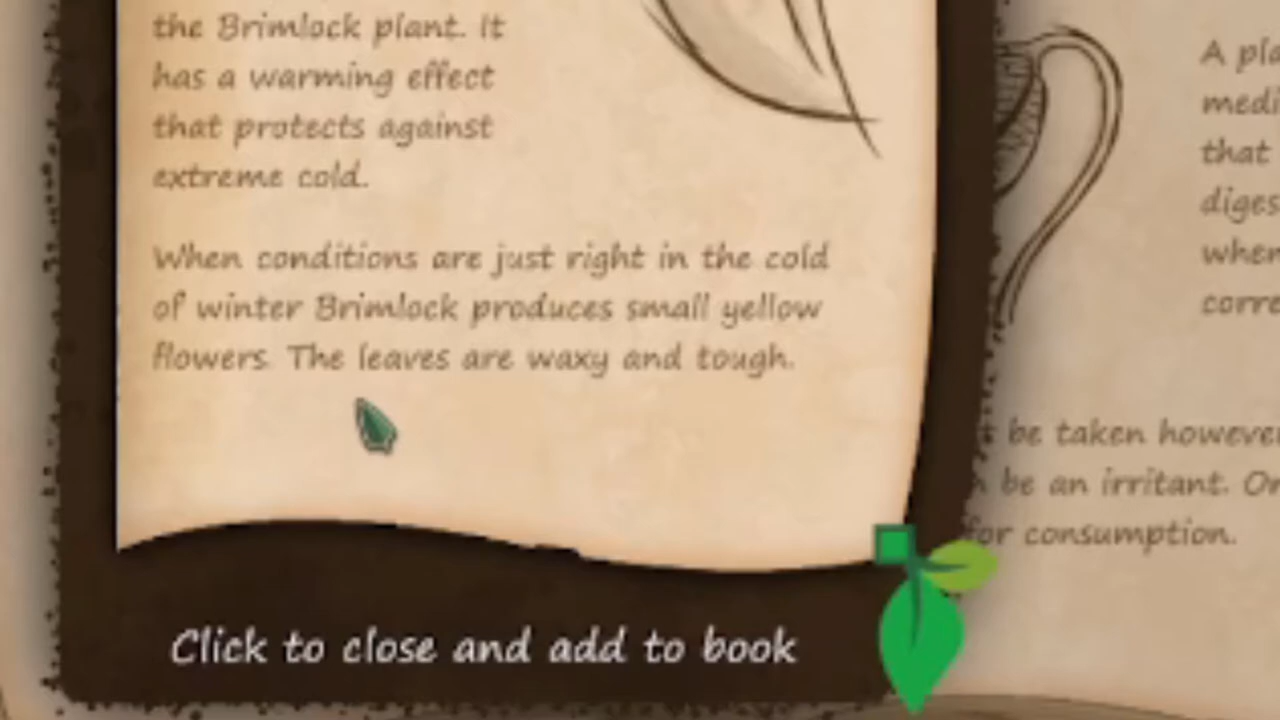 the Brimlock plant. It
has a warming effect
that protects against
extreme cold.
When conditions are just right in the cold
of winter Brimlock produces small yellow
flowers. The leaves are waxy and tough.
Click to close and add to book
A
that
when
be taken however
be an irritant.
for consumption.